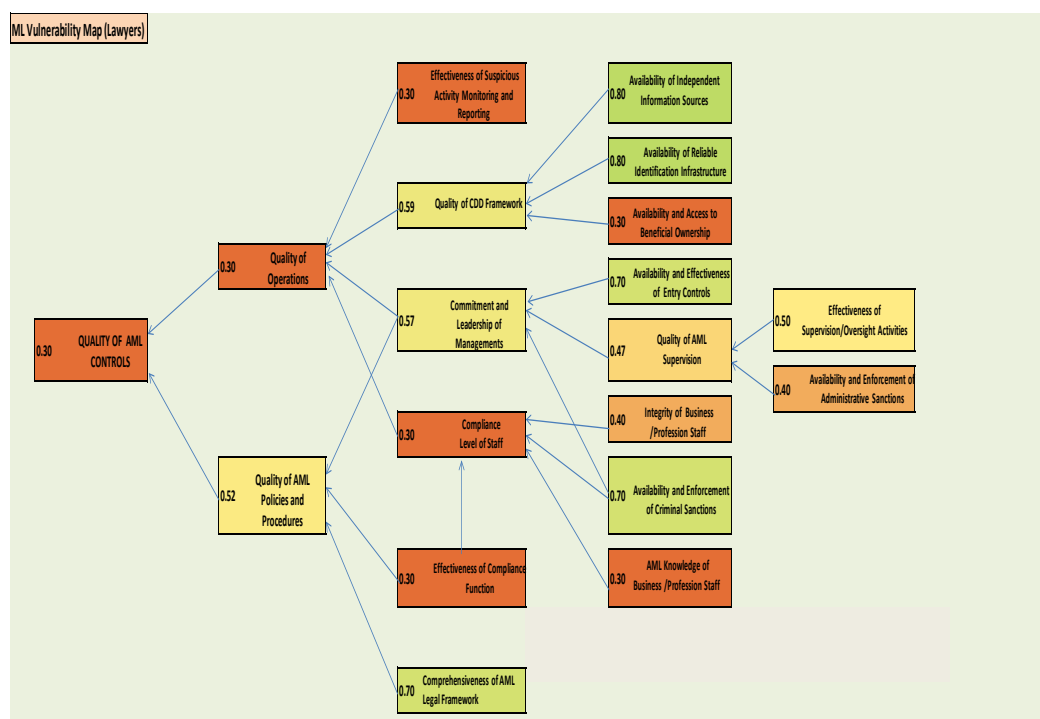 ML Vulnerability Map (Lawyers)
0.30
QUALITY OF AML
CONTROLS
0.30
Quality of
Operations
0.52
Quality of AML
Policies and
Procedures
0.30
Effectiveness of Suspicious
Activity Monitoring and
Reporting
0.59
Quality of CDD Framework
0.57
Commitment and
Leadership of
Managements
0.30
Compliance
Level of Staff
0.30
Effectiveness of Compliance
Function
0.70
Comprehensiveness of AML
Legal Framework
0.80
Availability of Independent
Information Sources
0.80
Availability of Reliable
Identification Infrastructure
0.30
Availability and Access to
Beneficial Ownership
0.70
Availability and Effectiveness
of Entry Controls
0.47
Quality of AML
Supervision
0.40
Integrity of Business
/Profession Staff
0.70
Availability and Enforcement
of Criminal Sanctions
0.30
AML Knowledge of
Business /Profession Staff
0.50
Effectiveness of
Supervision/Oversight Activities
0.40
Availability and Enforcement of
Administrative Sanctions